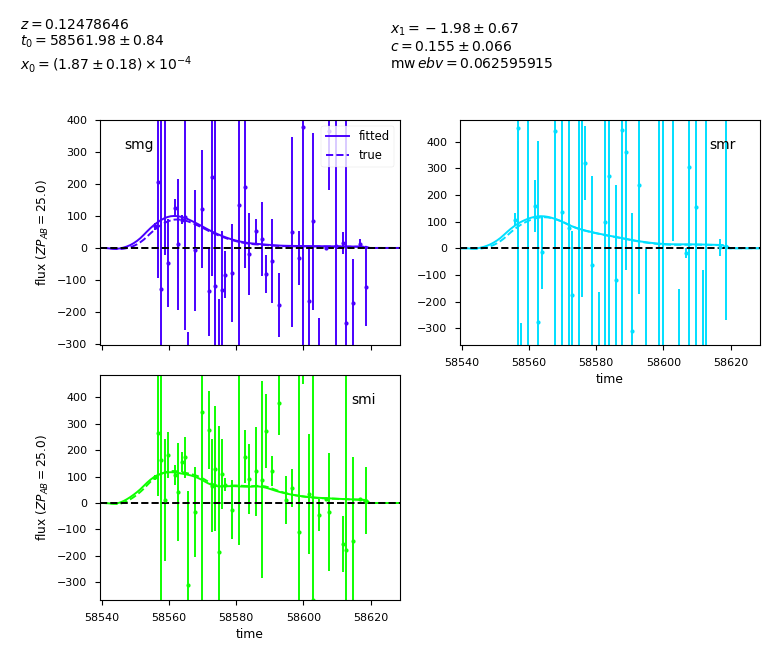 z = 0.12478646
t₀ = 58561.98 ± 0.84
x₀ = (1.87 ± 0.18) × 10⁻⁴
x₁ = −1.98 ± 0.67
c = 0.155 ± 0.066
mw ebv = 0.062595915
400
300
200
100
0
−100
−200
−300
flux (ZP_AB = 25.0)
smg
fitted
true
400
300
200
100
0
−100
−200
−300
smr
58540
58560
58580
58600
58620
time
400
300
200
100
0
−100
−200
−300
flux (ZP_AB = 25.0)
smi
58540
58560
58580
58600
58620
time